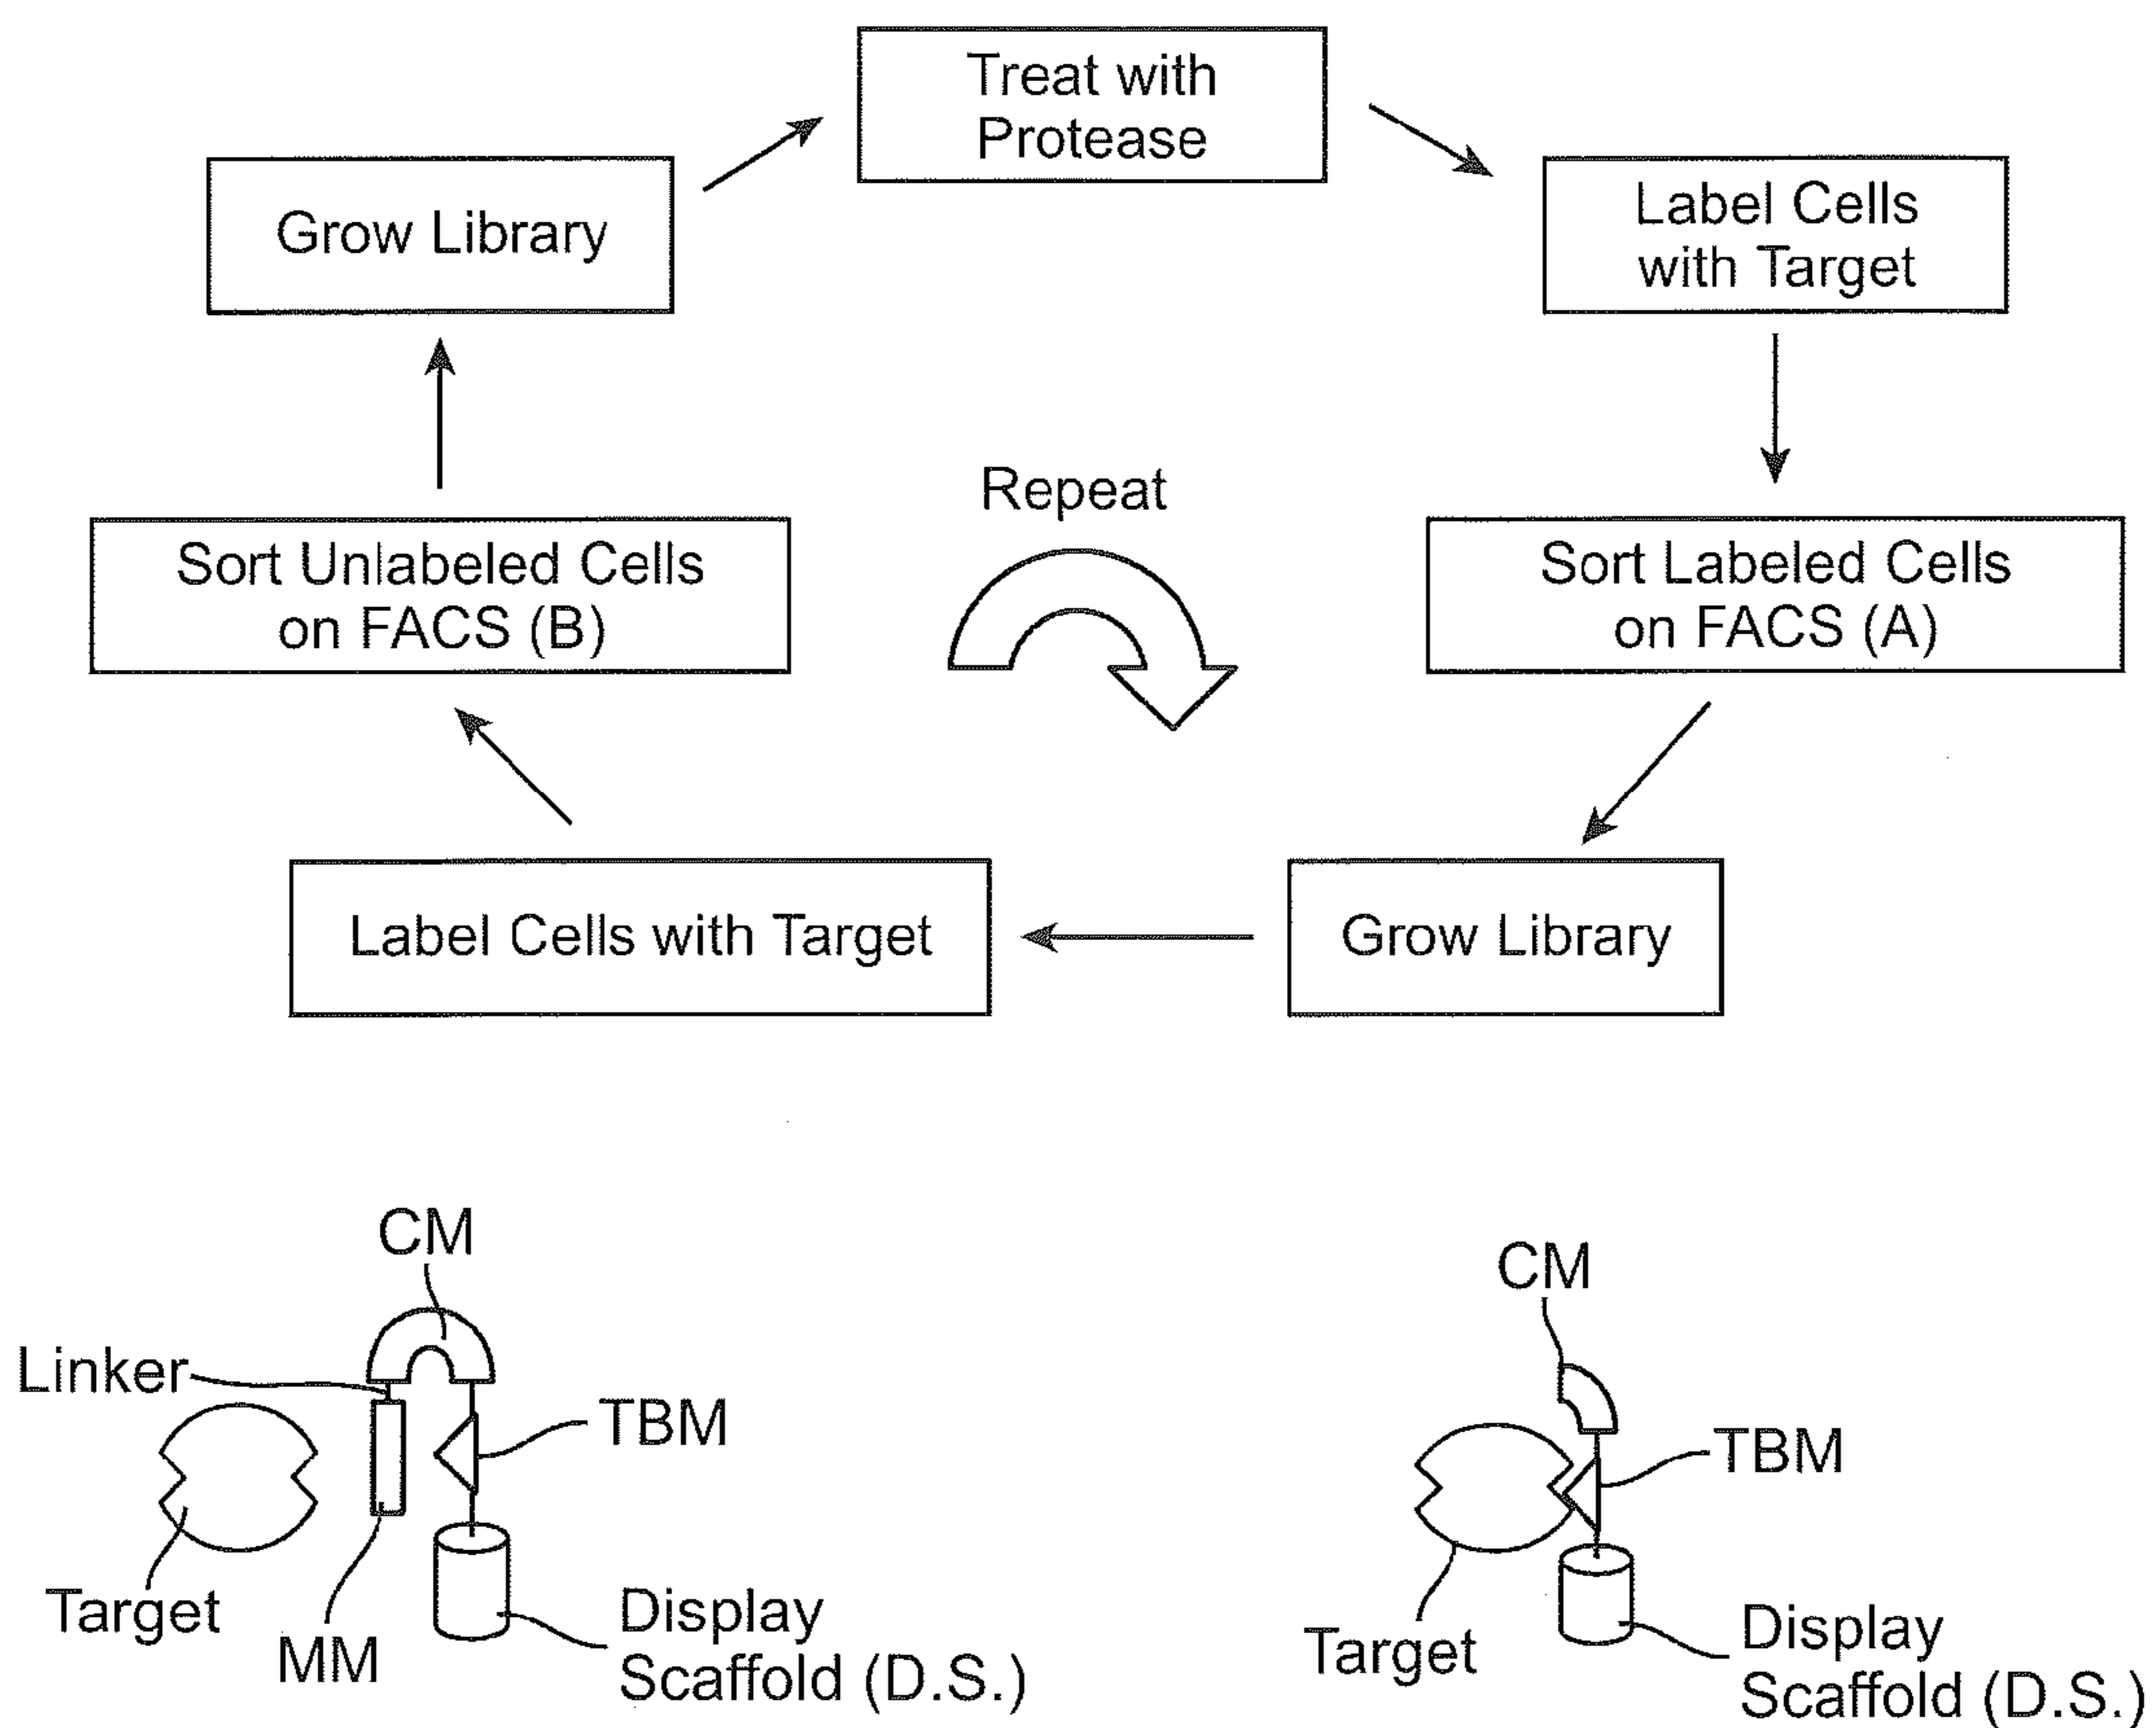 Treat with
Protease
Grow Library
Label Cells
with Target
Repeat
Sort Unlabeled Cells
on FACS (B)
Sort Labeled Cells
on FACS (A)
Label Cells with Target
Grow Library
CM
Linker
TBM
Target
MM
Display
Scaffold (D.S.)
CM
TBM
Target
Display
Scaffold (D.S.)